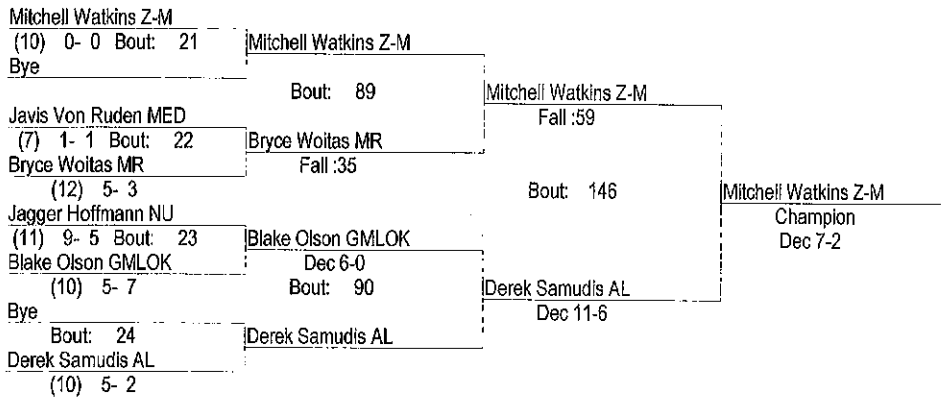 Mitchell Watkins Z-M
(10) 0- 0 Bout: 21
Bye
Mitchell Watkins Z-M
Bout: 89
Javis Von Ruden MED
(7) 1- 1 Bout: 22
Bryce Woitas MR
(12) 5- 3
Bryce Woitas MR
Fall :35
Mitchell Watkins Z-M
Fall :59
Bout: 146
Jagger Hoffmann NU
(11) 9- 5 Bout: 23
Blake Olson GMLOK
(10) 5- 7
Blake Olson GMLOK
Dec 6-0
Bout: 90
Bye
Bout: 24
Derek Samudis AL
(10) 5- 2
Derek Samudis AL
Derek Samudis AL
Dec 11-6
Mitchell Watkins Z-M
Champion
Dec 7-2